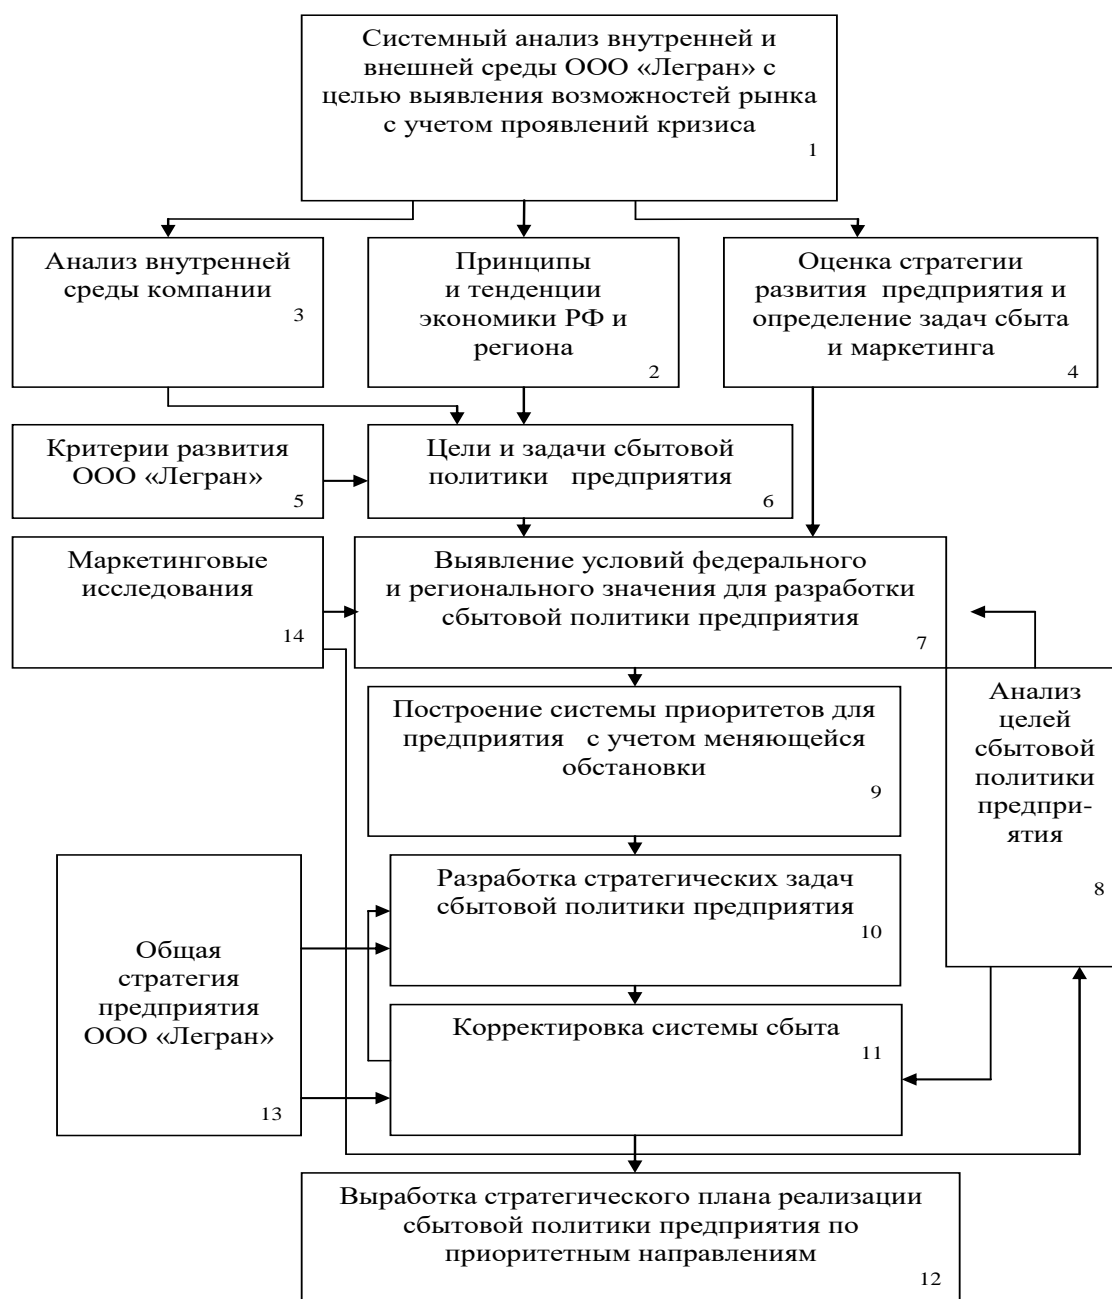 Системный анализ внутренней и
внешней среды ООО «Легран» с
целью выявления возможностей рынка
с учетом проявлений кризиса
1
Анализ внутренней
среды компании
3
Принципы
и тенденции
экономики РФ и
региона
2
Оценка стратегии
развития предприятия и
определение задач сбыта
и маркетинга
4
Критерии развития
ООО «Легран»
5
Цели и задачи сбытовой
политики предприятия
6
Маркетинговые
исследования
14
Выявление условий федерального
и регионального значения для разработки
сбытовой политики предприятия
7
Анализ
целей
сбытовой
политики
предпри-
ятия
8
Построение системы приоритетов для
предприятия с учетом меняющейся
обстановки
9
Разработка стратегических задач
сбытовой политики предприятия
10
Общая
стратегия
предприятия
ООО «Легран»
13
Корректировка системы сбыта
11
Выработка стратегического плана реализации
сбытовой политики предприятия по
приоритетным направлениям
12